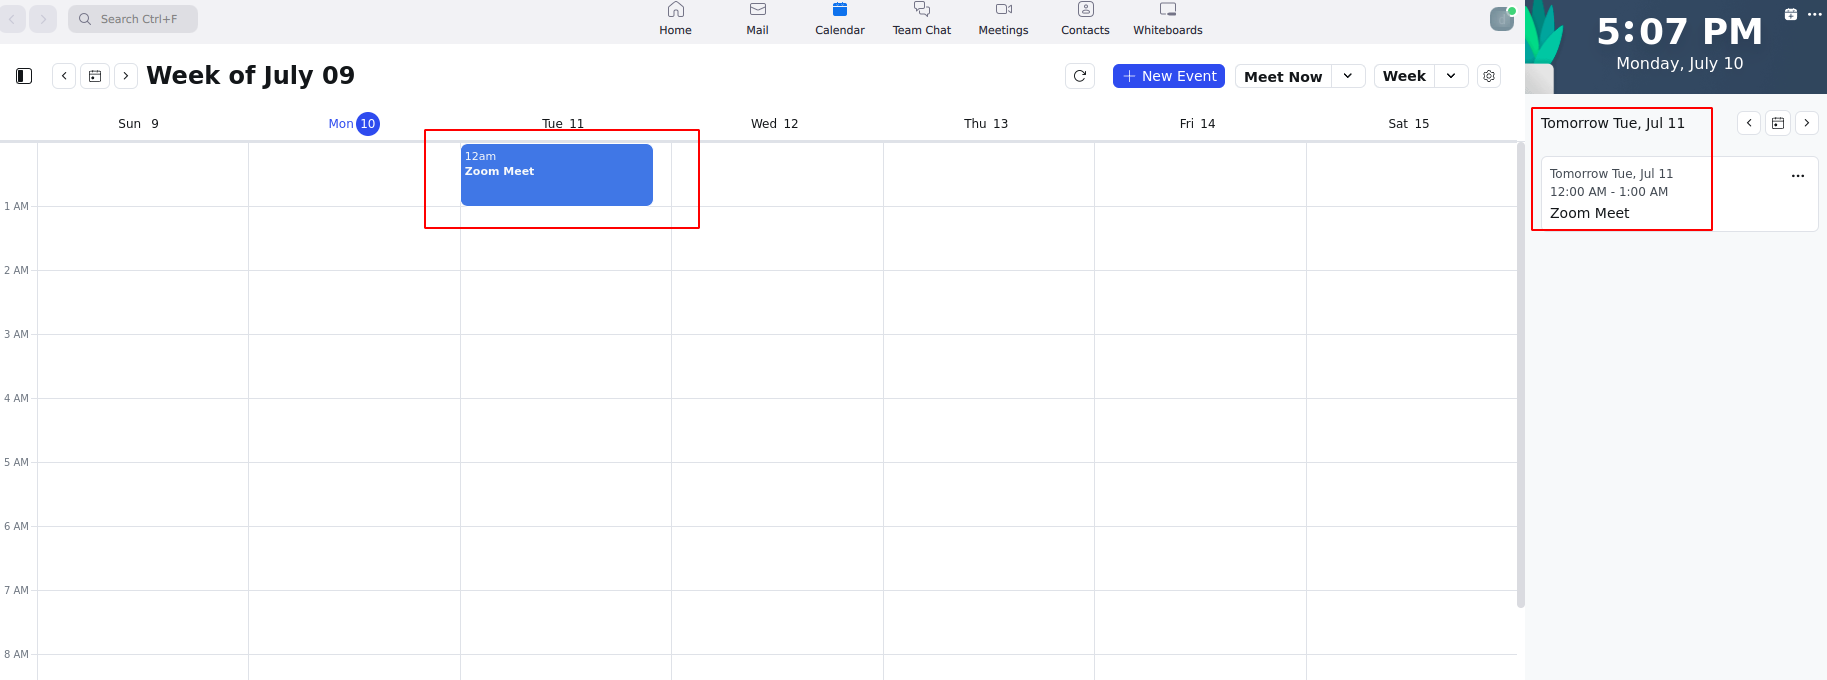 Search Ctrl+F
Home
Mail
Calendar
Team Chat
Meetings
Contacts
Whiteboards
5:07 PM
Monday, July 10
Week of July 09
New Event
Meet Now
Week
Sun 9
Mon 10
Tue 11
Wed 12
Thu 13
Fri 14
Sat 15
12am
Zoom Meet
1 AM
2 AM
3 AM
4 AM
5 AM
6 AM
7 AM
8 AM
Tomorrow Tue, Jul 11
Tomorrow Tue, Jul 11
12:00 AM - 1:00 AM
Zoom Meet